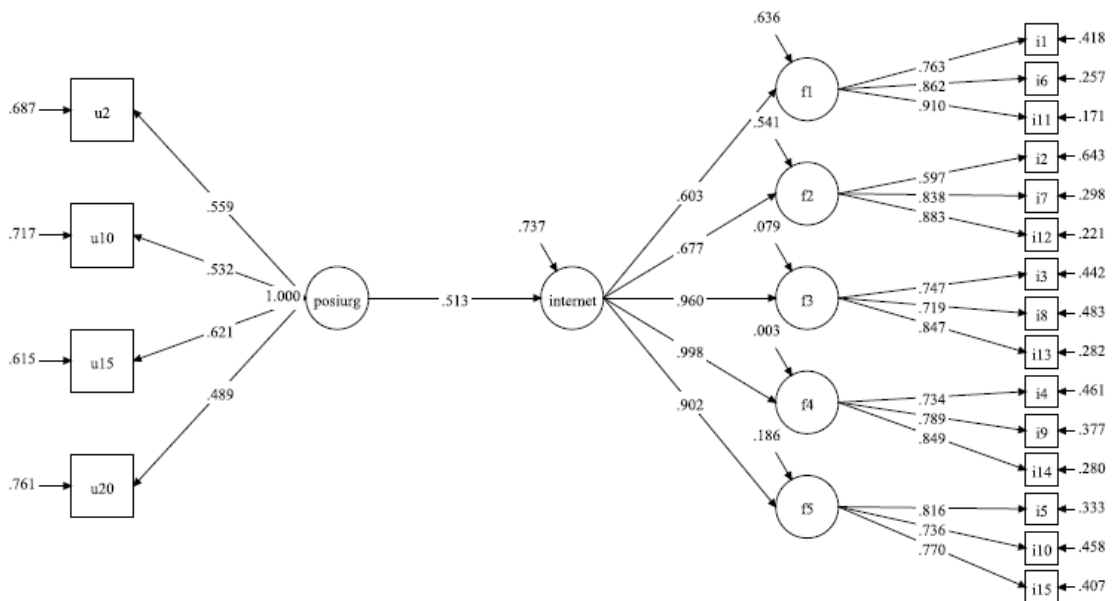 .687
u2
.559
.717
u10
.532
.615
u15
.621
.761
u20
.489
1.000
posiurg
.513
.737
internet
.603
.677
.960
.998
.902
.636
f1
.541
f2
.079
f3
.003
f4
.186
f5
.763
i1
.418
.862
i6
.257
.910
i11
.171
.597
i2
.643
.838
i7
.298
.883
i12
.221
.747
i3
.442
.719
i8
.483
.847
i13
.282
.734
i4
.461
.789
i9
.377
.849
i14
.280
.816
i5
.333
.736
i10
.458
.770
i15
.407